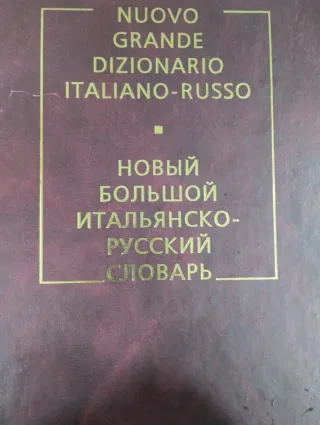 NUOVO
GRANDE
DIZIONARIO
ITALIANO-RUSSO
НОВЫЙ
БОЛЬШОЙ
ИТАЛЬЯНСКО-
РУССКИЙ
СЛОВАРЬ